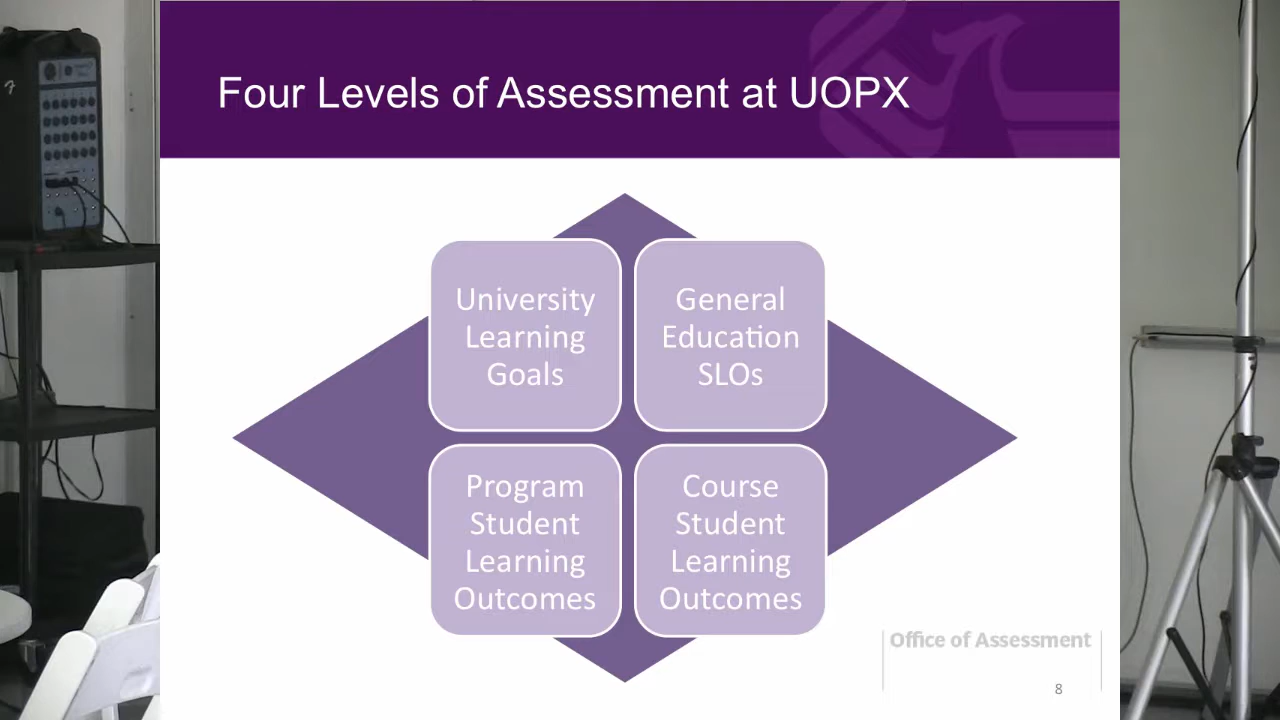 Four Levels of Assessment at UOPX
University
Learning
Goals
General
Education
SLOs
Program
Student
Learning
Outcomes
Course
Student
Learning
Outcomes
Office of Assessment
8